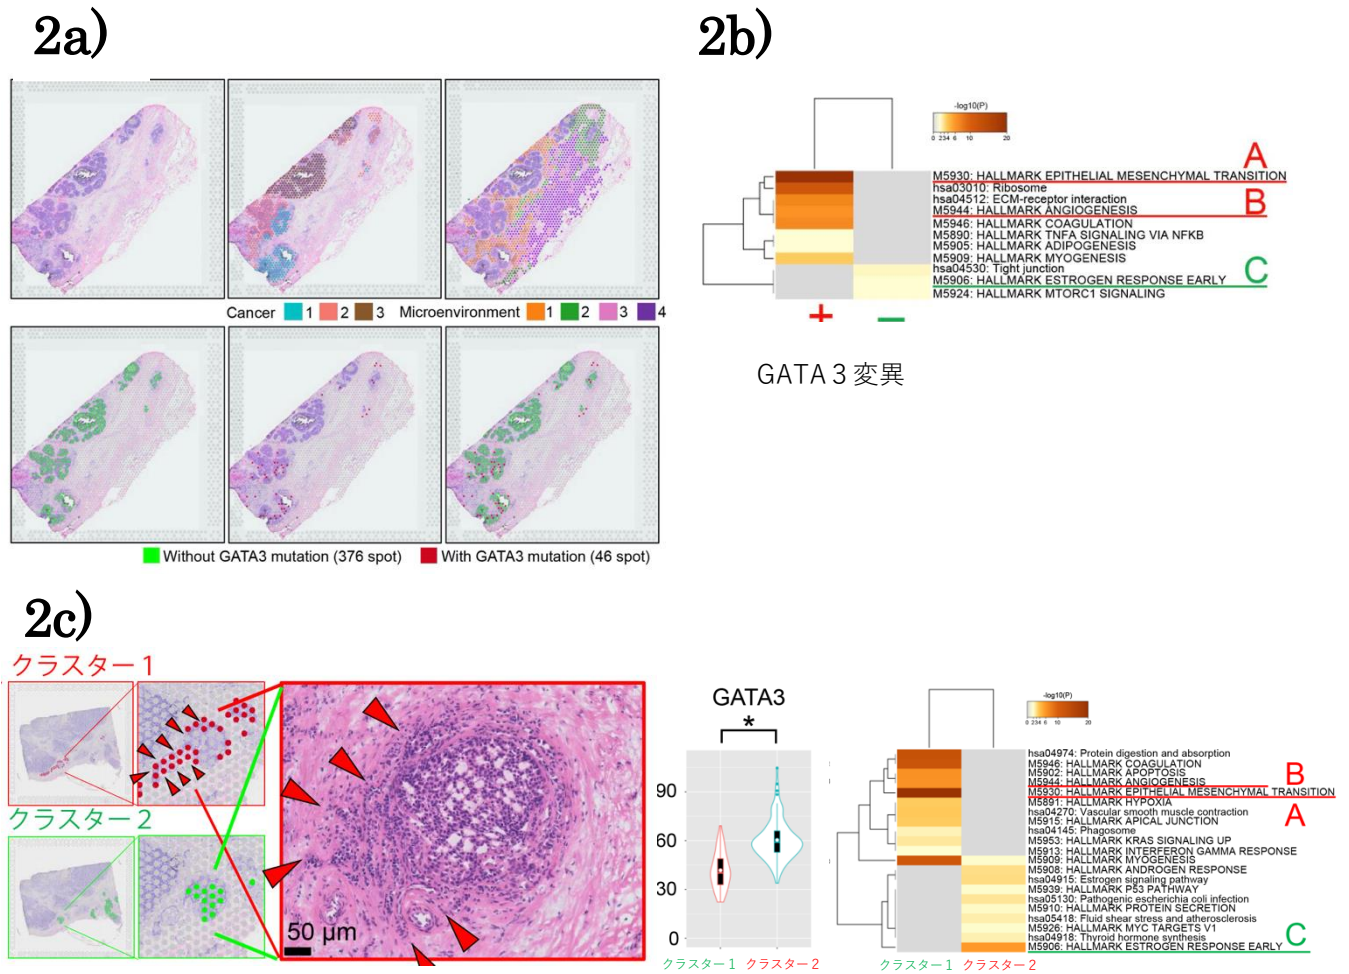 2a)
Cancer 1 2 3 Microenvironment 1 2 3 4
Without GATA3 mutation (376 spot) With GATA3 mutation (46 spot)
2b)
-log10(P)
0 2 3 4 6 10 20
A
M5930: HALLMARK EPITHELIAL MESENCHYMAL TRANSITION
hsa03010: Ribosome
hsa04512: ECM-receptor interaction
B
M5944: HALLMARK ANGIOGENESIS
M5946: HALLMARK COAGULATION
M5890: HALLMARK TNFA SIGNALING VIA NFKB
M5905: HALLMARK ADIPOGENESIS
M5909: HALLMARK MYOGENESIS
hsa04530: Tight junction
C
M5906: HALLMARK ESTROGEN RESPONSE EARLY
M5924: HALLMARK MTORC1 SIGNALING
+ −
GATA3変異
2c)
クラスター1
クラスター2
50 μm
GATA3
*
90
60
30
0
クラスター1 クラスター2
-log10(P)
0 2 3 4 6 10 20
hsa04974: Protein digestion and absorption
M5946: HALLMARK COAGULATION
M5902: HALLMARK APOPTOSIS
B
M5944: HALLMARK ANGIOGENESIS
M5930: HALLMARK EPITHELIAL MESENCHYMAL TRANSITION
A
M5891: HALLMARK HYPOXIA
hsa04270: Vascular smooth muscle contraction
M5915: HALLMARK APICAL JUNCTION
hsa04145: Phagosome
M5953: HALLMARK KRAS SIGNALING UP
M5913: HALLMARK INTERFERON GAMMA RESPONSE
M5909: HALLMARK MYOGENESIS
M5908: HALLMARK ANDROGEN RESPONSE
hsa04915: Estrogen signaling pathway
M5939: HALLMARK P53 PATHWAY
hsa05130: Pathogenic escherichia coli infection
M5910: HALLMARK PROTEIN SECRETION
hsa05418: Fluid shear stress and atherosclerosis
M5926: HALLMARK MYC TARGETS V1
hsa04918: Thyroid hormone synthesis
C
M5906: HALLMARK ESTROGEN RESPONSE EARLY
クラスター1 クラスター2